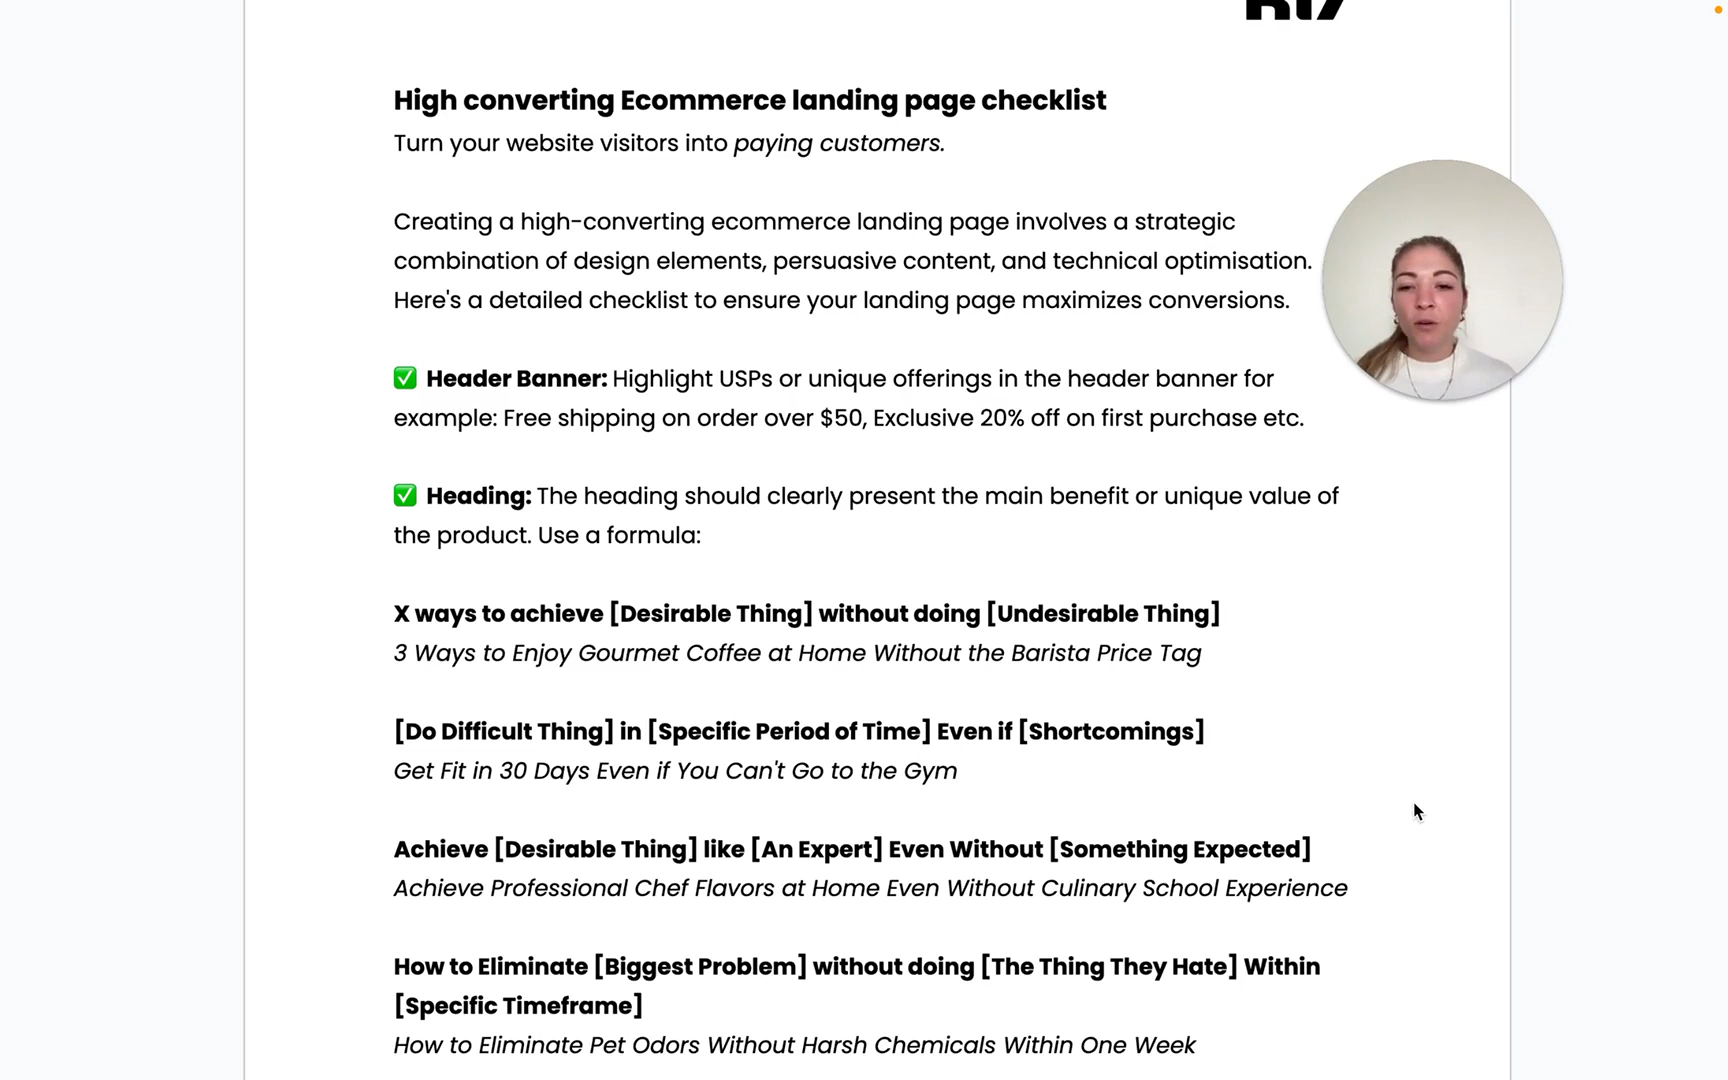 High converting Ecommerce landing page checklist
Turn your website visitors into paying customers.
Creating a high-converting ecommerce landing page involves a strategic
combination of design elements, persuasive content, and technical optimisation.
Here's a detailed checklist to ensure your landing page maximizes conversions.
✅ Header Banner: Highlight USPs or unique offerings in the header banner for
example: Free shipping on order over $50, Exclusive 20% off on first purchase etc.
✅ Heading: The heading should clearly present the main benefit or unique value of
the product. Use a formula:
X ways to achieve [Desirable Thing] without doing [Undesirable Thing]
3 Ways to Enjoy Gourmet Coffee at Home Without the Barista Price Tag
[Do Difficult Thing] in [Specific Period of Time] Even if [Shortcomings]
Get Fit in 30 Days Even if You Can't Go to the Gym
Achieve [Desirable Thing] like [An Expert] Even Without [Something Expected]
Achieve Professional Chef Flavors at Home Even Without Culinary School Experience
How to Eliminate [Biggest Problem] without doing [The Thing They Hate] Within
[Specific Timeframe]
How to Eliminate Pet Odors Without Harsh Chemicals Within One Week